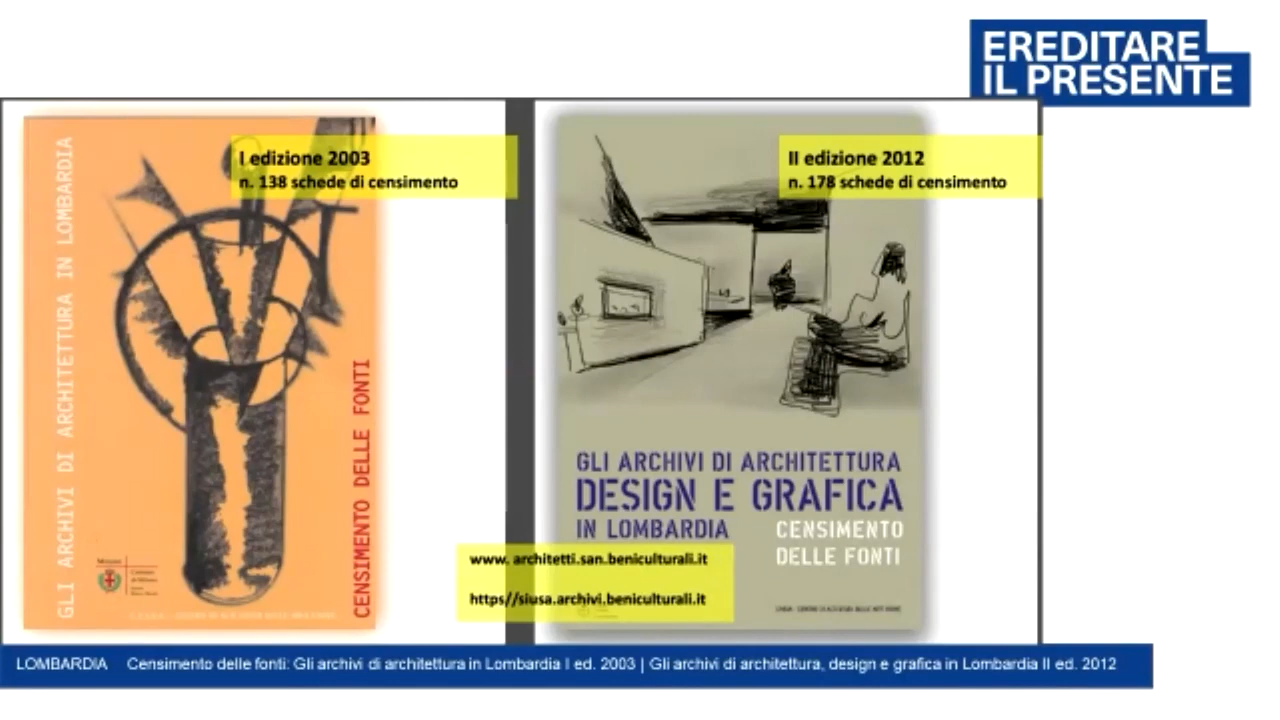 EREDITARE
IL PRESENTE
I edizione 2003
n. 138 schede di censimento
GLI ARCHIVI DI ARCHITETTURA IN LOMBARDIA
CENSIMENTO DELLE FONTI
II edizione 2012
n. 178 schede di censimento
GLI ARCHIVI DI ARCHITETTURA
DESIGN E GRAFICA
IN LOMBARDIA
CENSIMENTO
DELLE FONTI
www. architetti.san.beniculturali.it
https//siusa.archivi.beniculturali.it
LOMBARDIA Censimento delle fonti: Gli archivi di architettura in Lombardia I ed. 2003 | Gli archivi di architettura, design e grafica in Lombardia II ed. 2012